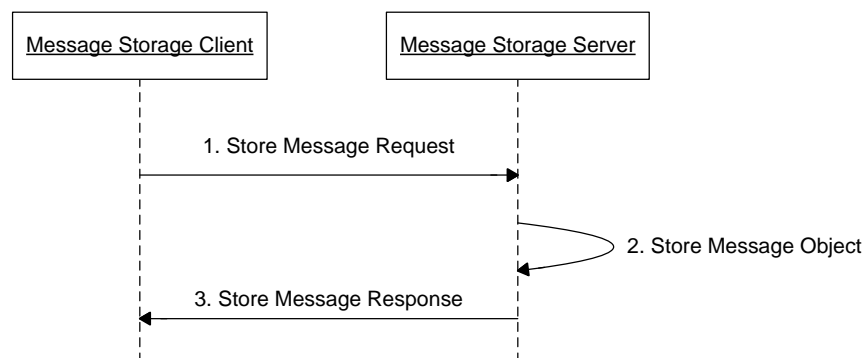 Message Storage Client
Message Storage Server
1. Store Message Request
2. Store Message Object
3. Store Message Response